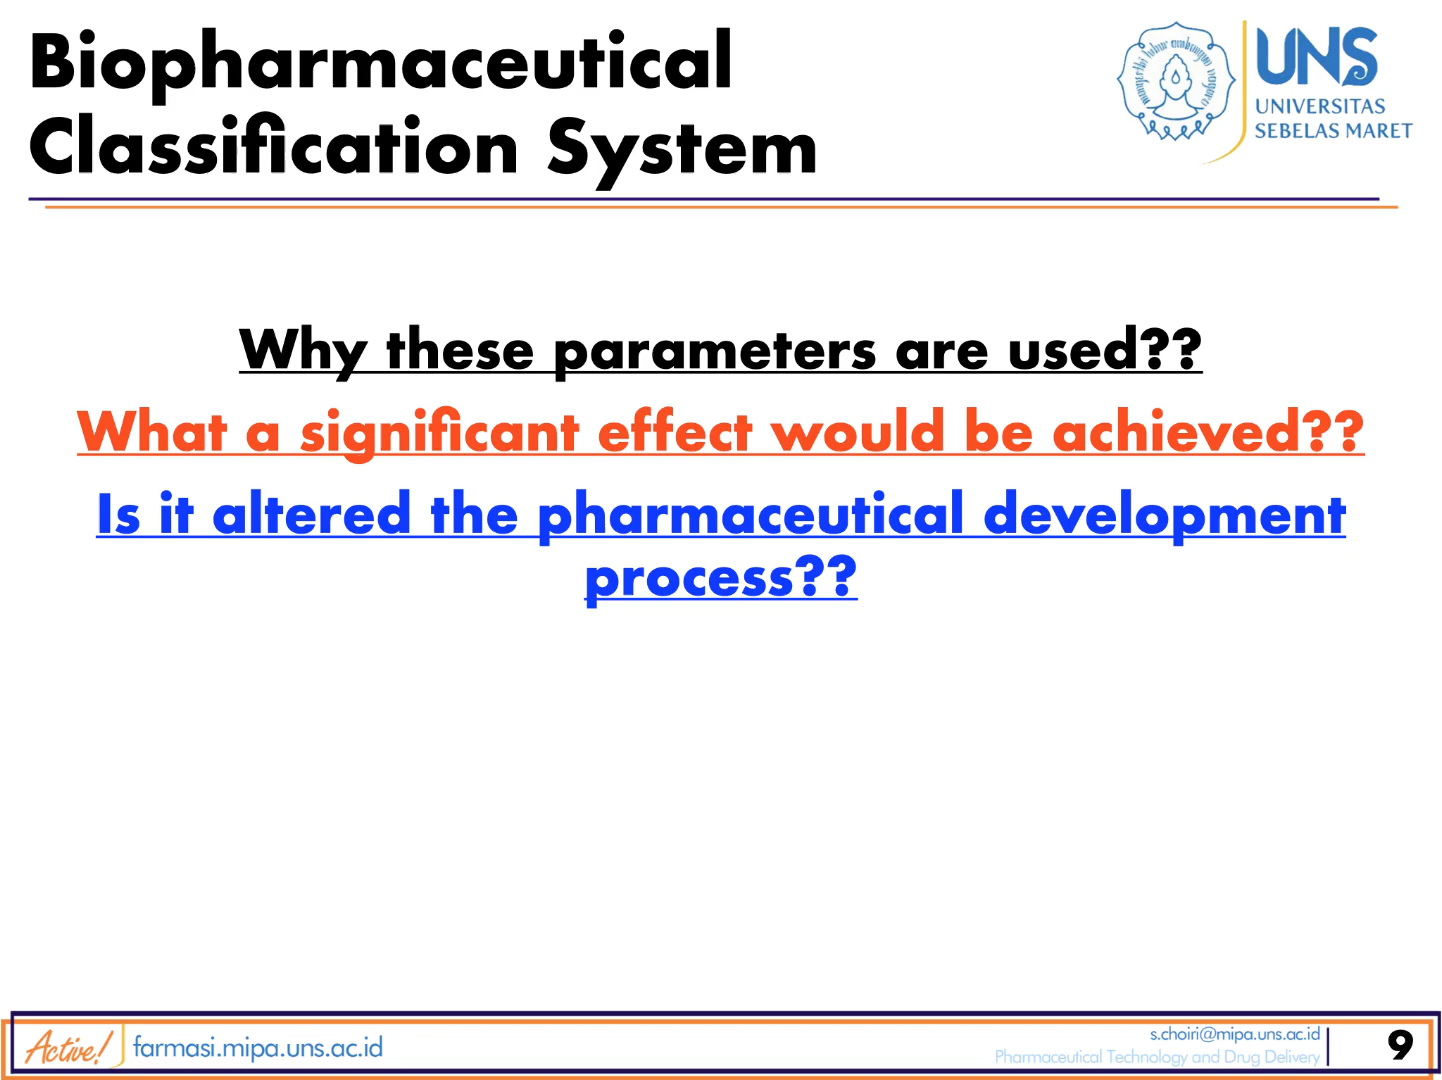 Biopharmaceutical
Classification System
UNS
UNIVERSITAS
SEBELAS MARET
Why these parameters are used??
What a significant effect would be achieved??
Is it altered the pharmaceutical development
process??
Active!
farmasi.mipa.uns.ac.id
s.choiri@mipa.uns.ac.id
Pharmaceutical Technology and Drug Delivery
9